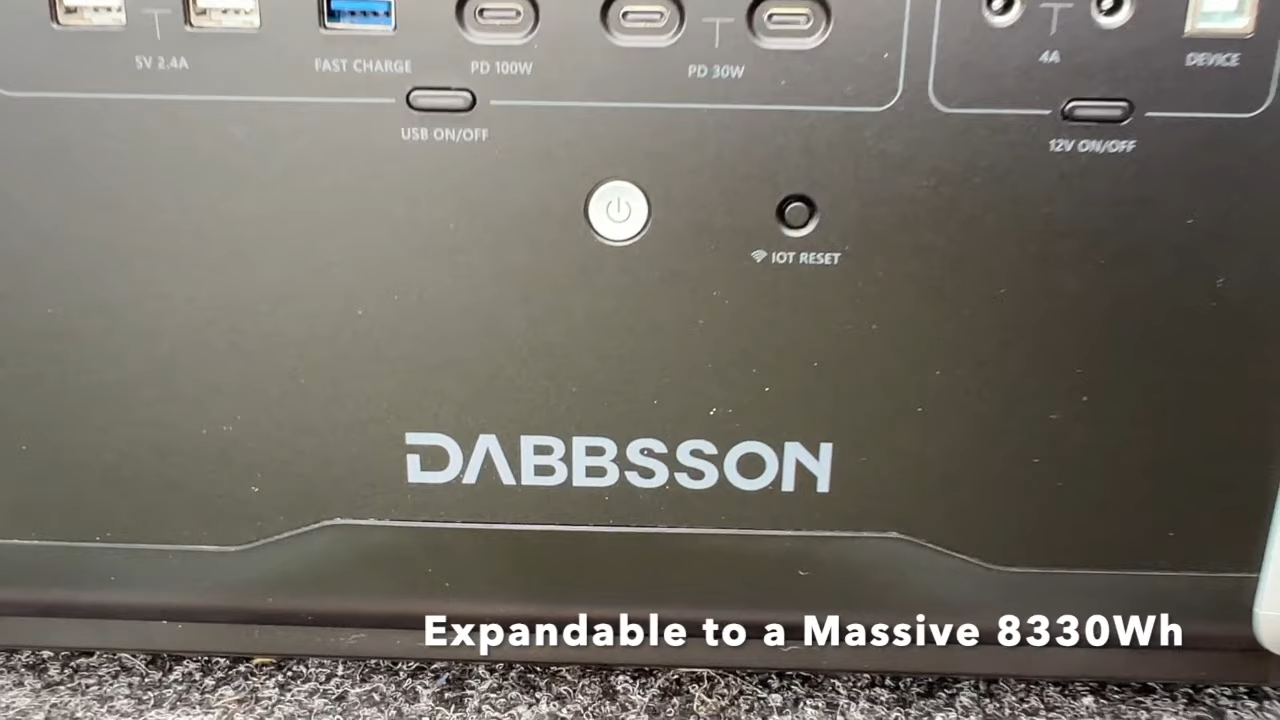 5V 2.4A
FAST CHARGE
PD 100W
PD 30W
4A
DEVICE
USB ON/OFF
12V ON/OFF
IOT RESET
DABBSSON
Expandable to a Massive 8330Wh